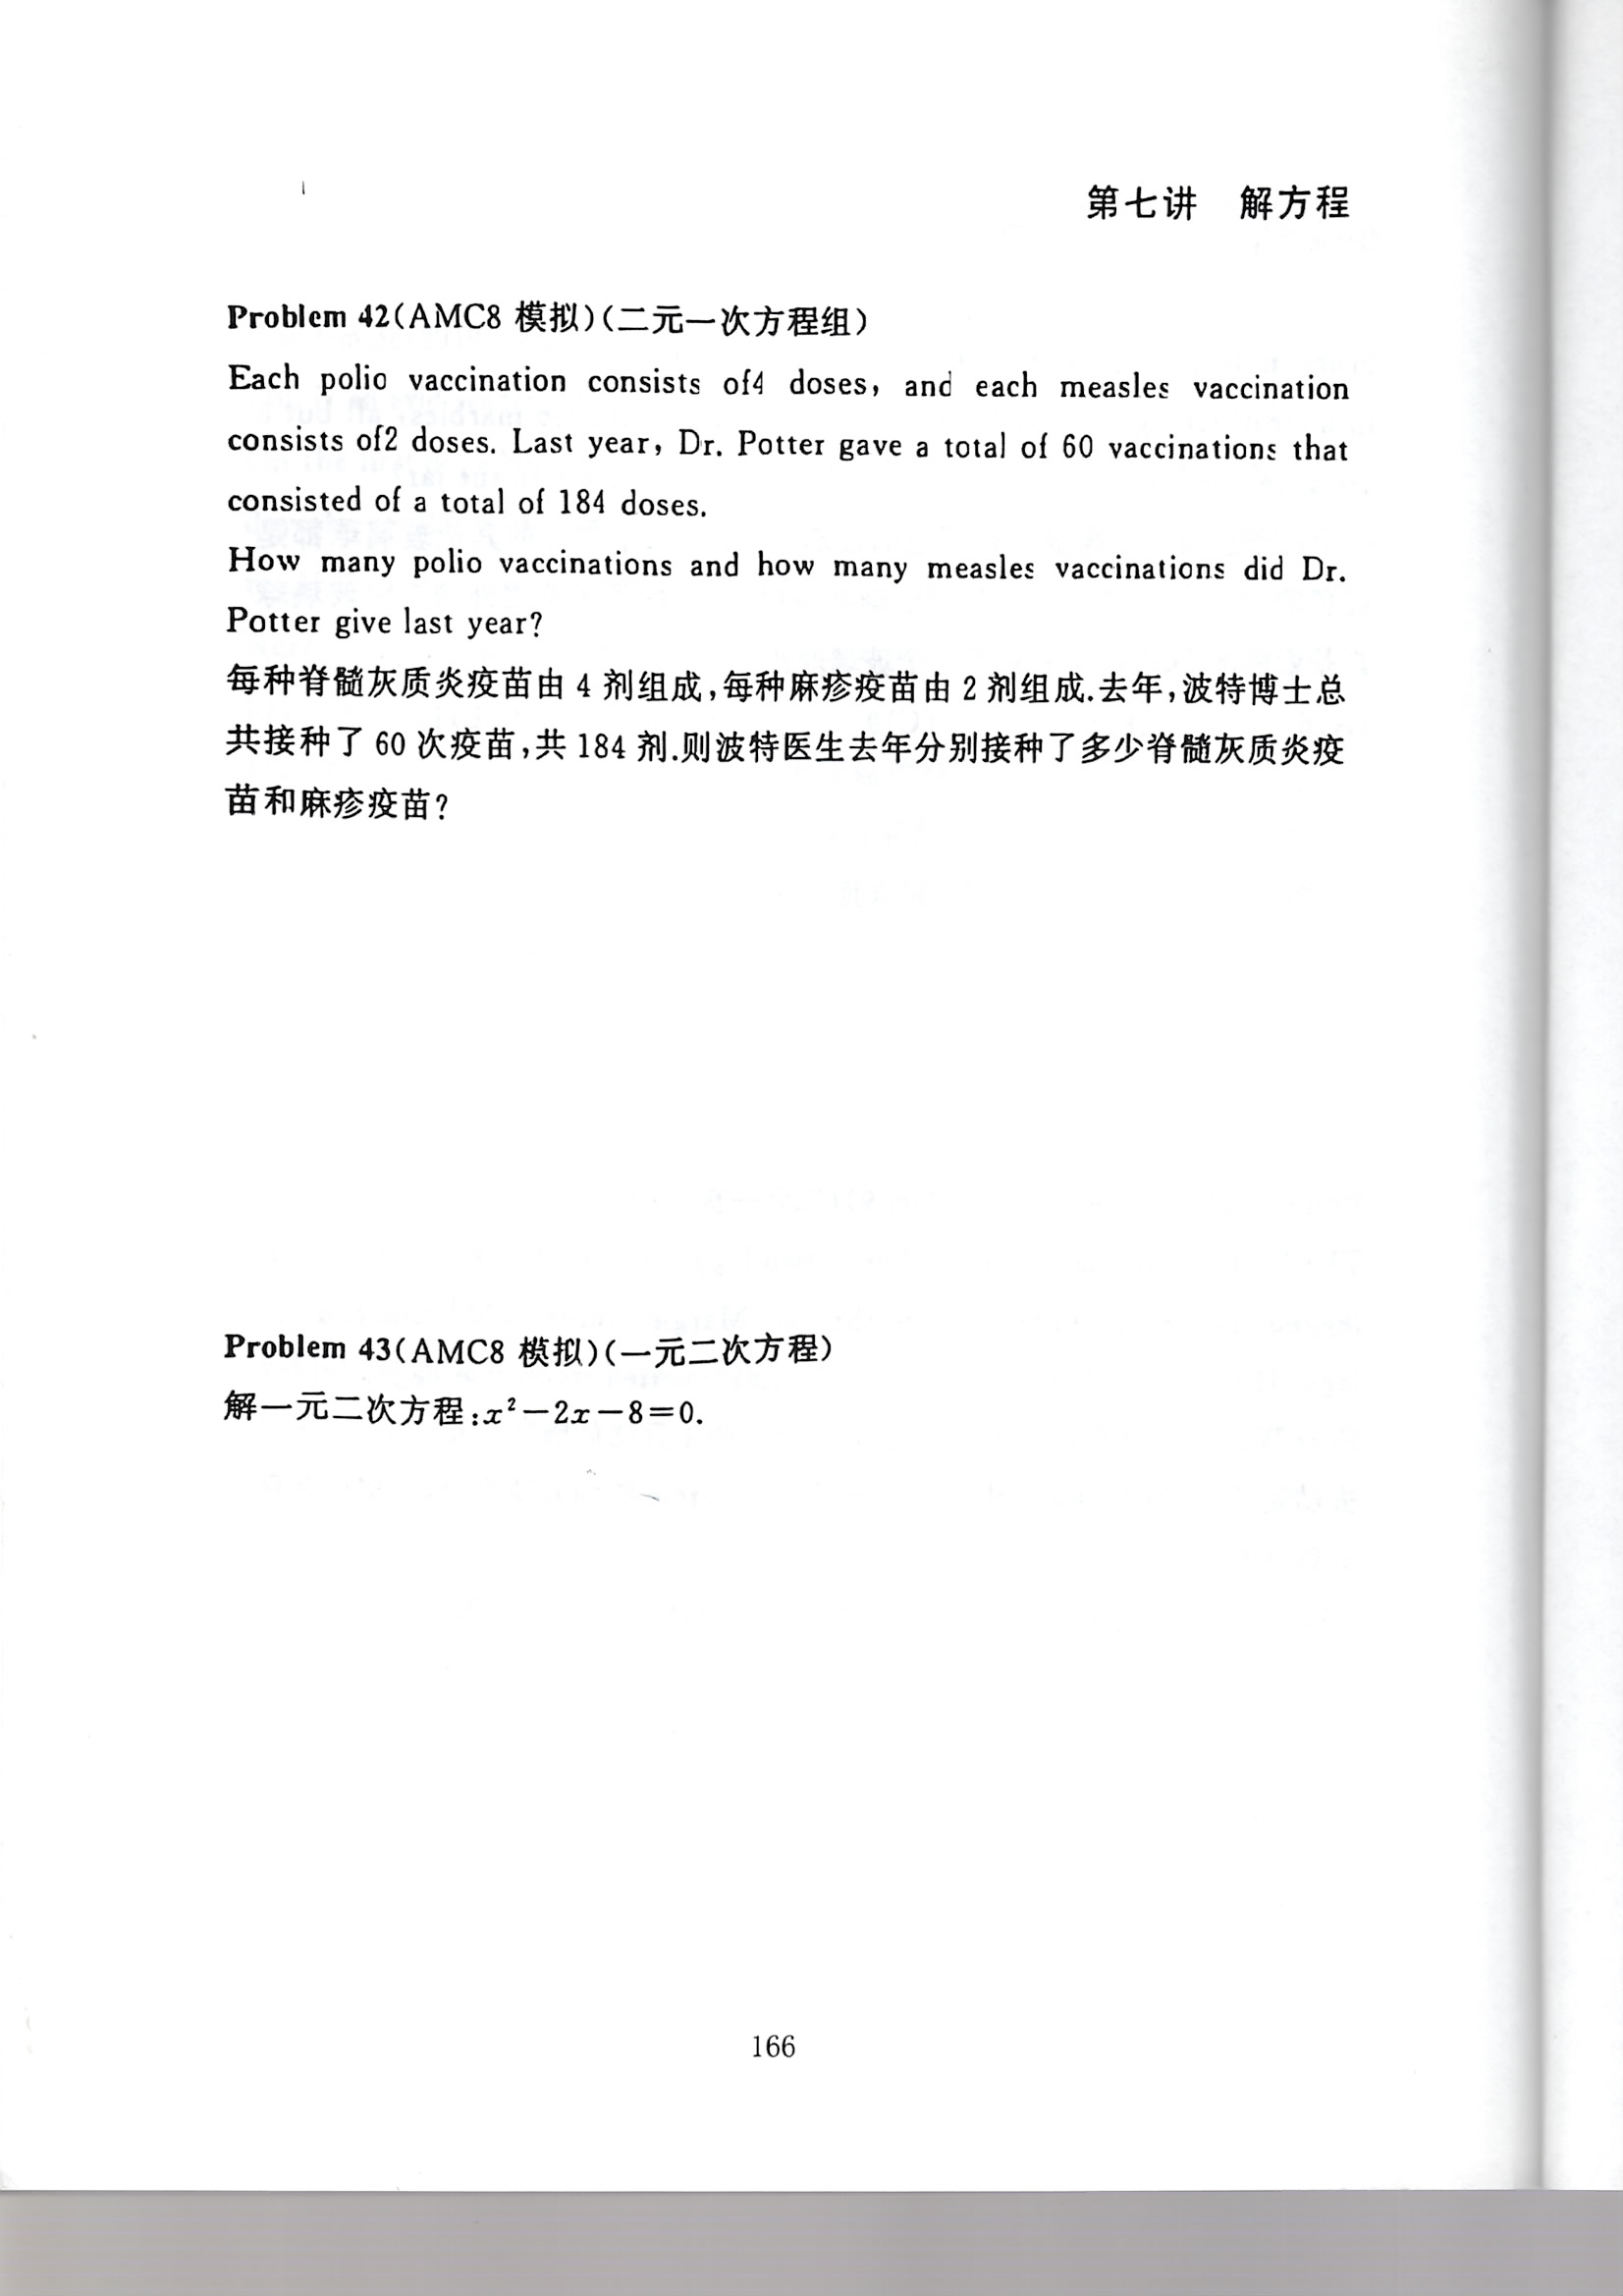 第七讲 解方程
Problem 42(AMC8 模拟)(二元一次方程组)
Each polio vaccination consists of4 doses, and each measles vaccination
consists of2 doses. Last year, Dr. Potter gave a total of 60 vaccinations that
consisted of a total of 184 doses.
How many polio vaccinations and how many measles vaccinations did Dr.
Potter give last year?
每种脊髓灰质炎疫苗由 4 剂组成,每种麻疹疫苗由 2 剂组成.去年,波特博士总
共接种了 60 次疫苗,共 184 剂.则波特医生去年分别接种了多少脊髓灰质炎疫
苗和麻疹疫苗?
Problem 43(AMC8 模拟)(一元二次方程)
解一元二次方程:x²-2x-8=0.
166